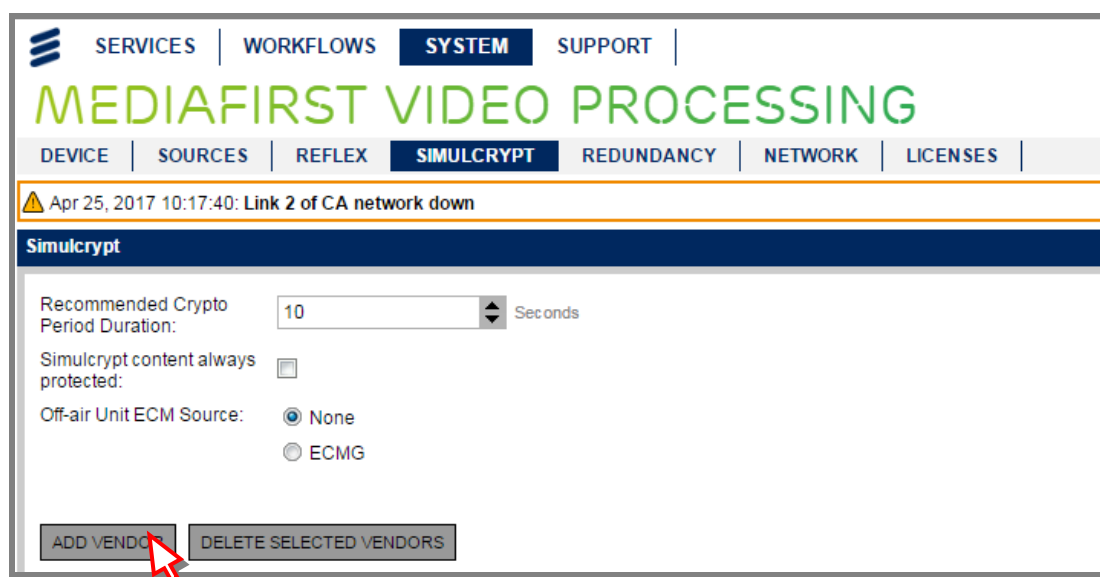 SERVICES WORKFLOWS SYSTEM SUPPORT
MEDIAFIRST VIDEO PROCESSING
DEVICE SOURCES REFLEX SIMULCRYPT REDUNDANCY NETWORK LICENSES
Apr 25, 2017 10:17:40: Link 2 of CA network down
Simulcrypt
Recommended Crypto
Period Duration:
10 Seconds
Simulcrypt content always
protected:
Off-air Unit ECM Source:
None
ECMG
ADD VENDOR DELETE SELECTED VENDORS